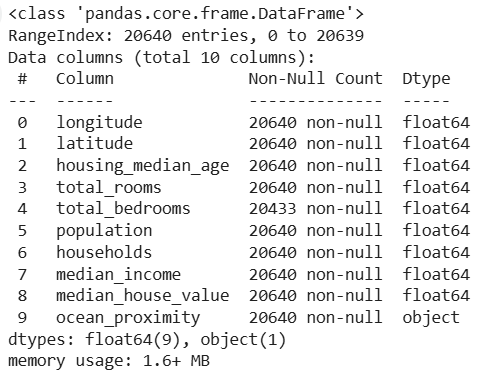 <class 'pandas.core.frame.DataFrame'>
RangeIndex: 20640 entries, 0 to 20639
Data columns (total 10 columns):
 #   Column              Non-Null Count  Dtype
---  ------              --------------  -----
 0   longitude           20640 non-null  float64
 1   latitude            20640 non-null  float64
 2   housing_median_age  20640 non-null  float64
 3   total_rooms         20640 non-null  float64
 4   total_bedrooms      20433 non-null  float64
 5   population          20640 non-null  float64
 6   households          20640 non-null  float64
 7   median_income       20640 non-null  float64
 8   median_house_value  20640 non-null  float64
 9   ocean_proximity     20640 non-null  object
dtypes: float64(9), object(1)
memory usage: 1.6+ MB